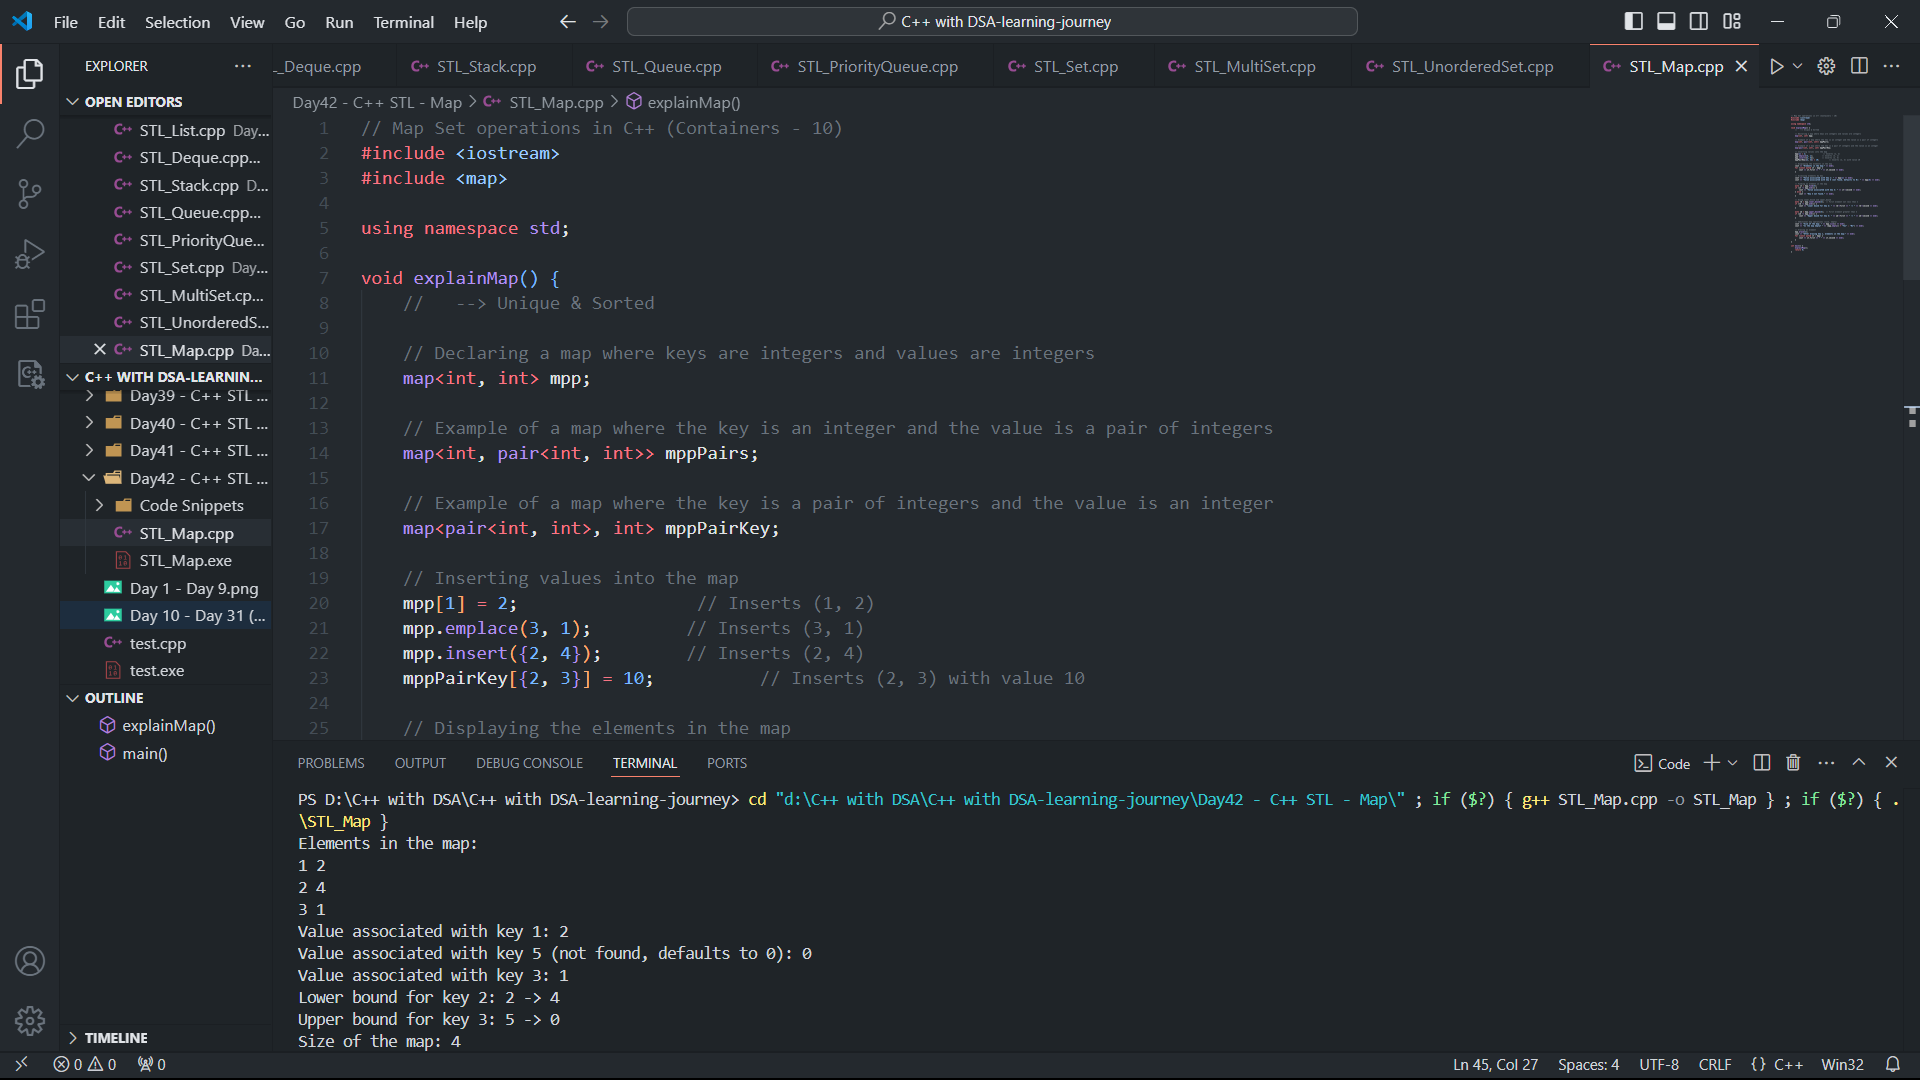 File Edit Selection View Go Run Terminal Help
C++ with DSA-learning-journey
EXPLORER
OPEN EDITORS
STL_List.cpp Day...
STL_Deque.cpp...
STL_Stack.cpp D...
STL_Queue.cpp...
STL_PriorityQue...
STL_Set.cpp Day...
STL_MultiSet.cp...
STL_UnorderedS...
STL_Map.cpp Da...
C++ WITH DSA-LEARNIN...
Day39 - C++ STL ...
Day40 - C++ STL ...
Day41 - C++ STL ...
Day42 - C++ STL ...
Code Snippets
STL_Map.cpp
STL_Map.exe
Day 1 - Day 9.png
Day 10 - Day 31 (...
test.cpp
test.exe
OUTLINE
explainMap()
main()
TIMELINE
_Deque.cpp STL_Stack.cpp STL_Queue.cpp STL_PriorityQueue.cpp STL_Set.cpp STL_MultiSet.cpp STL_UnorderedSet.cpp STL_Map.cpp
Day42 - C++ STL - Map > STL_Map.cpp > explainMap()
1 // Map Set operations in C++ (Containers - 10)
2 #include <iostream>
3 #include <map>
4
5 using namespace std;
6
7 void explainMap() {
8 //   --> Unique & Sorted
9
10 // Declaring a map where keys are integers and values are integers
11 map<int, int> mpp;
12
13 // Example of a map where the key is an integer and the value is a pair of integers
14 map<int, pair<int, int>> mppPairs;
15
16 // Example of a map where the key is a pair of integers and the value is an integer
17 map<pair<int, int>, int> mppPairKey;
18
19 // Inserting values into the map
20 mpp[1] = 2; // Inserts (1, 2)
21 mpp.emplace(3, 1); // Inserts (3, 1)
22 mpp.insert({2, 4}); // Inserts (2, 4)
23 mppPairKey[{2, 3}] = 10; // Inserts (2, 3) with value 10
24
25 // Displaying the elements in the map
PROBLEMS OUTPUT DEBUG CONSOLE TERMINAL PORTS
Code
PS D:\C++ with DSA\C++ with DSA-learning-journey> cd "d:\C++ with DSA\C++ with DSA-learning-journey\Day42 - C++ STL - Map\" ; if ($?) { g++ STL_Map.cpp -o STL_Map } ; if ($?) { .
\STL_Map }
Elements in the map:
1 2
2 4
3 1
Value associated with key 1: 2
Value associated with key 5 (not found, defaults to 0): 0
Value associated with key 3: 1
Lower bound for key 2: 2 -> 4
Upper bound for key 3: 5 -> 0
Size of the map: 4
0 0 0
Ln 45, Col 27 Spaces: 4 UTF-8 CRLF {} C++ Win32